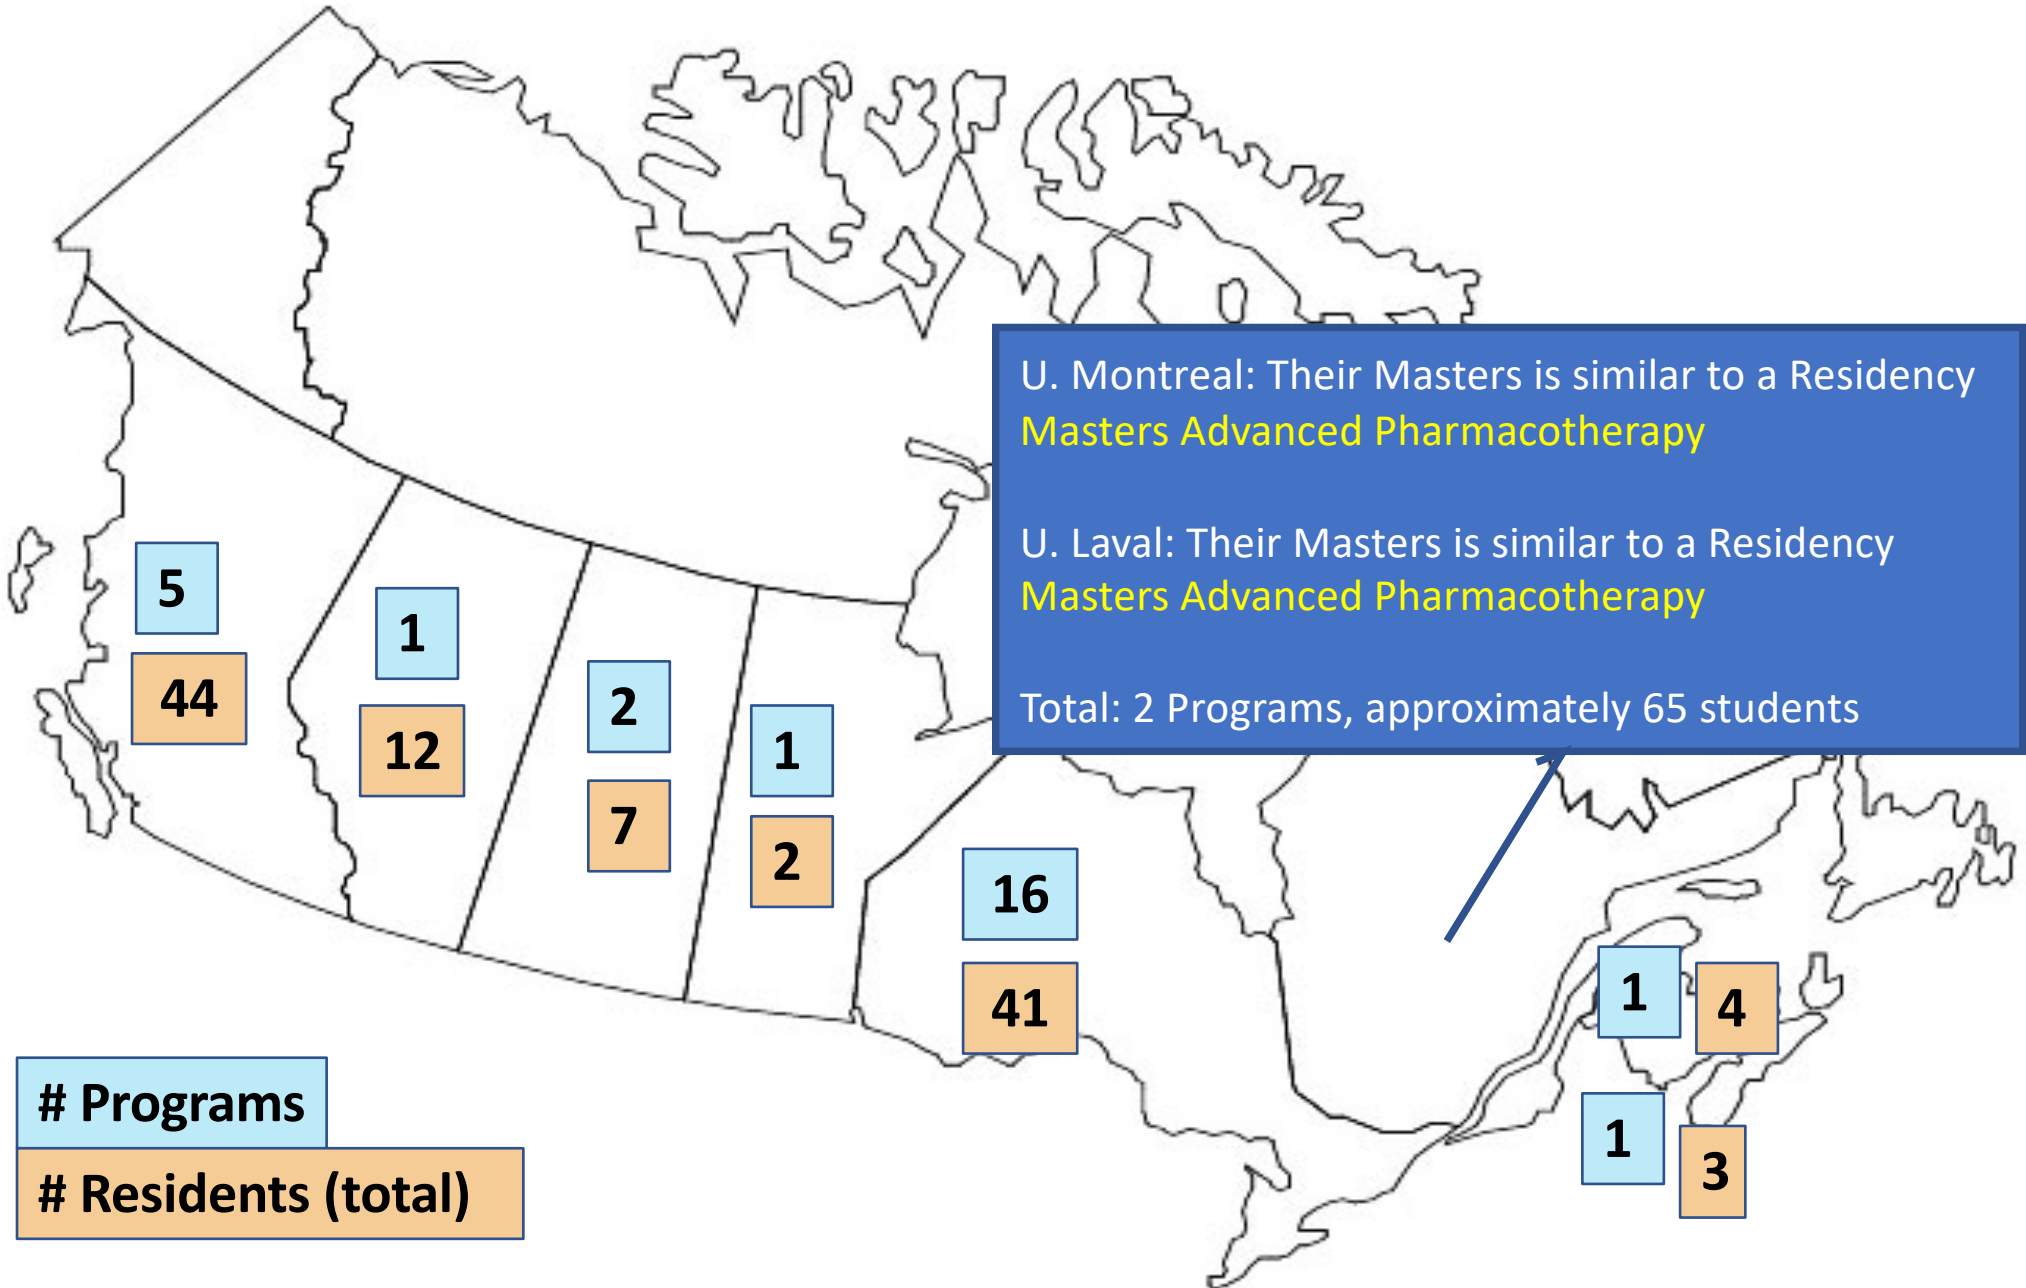 U. Montreal: Their Masters is similar to a Residency
Masters Advanced Pharmacotherapy
U. Laval: Their Masters is similar to a Residency
Masters Advanced Pharmacotherapy
Total: 2 Programs, approximately 65 students
5
44
1
12
2
7
1
2
16
41
1
4
1
3
# Programs
# Residents (total)